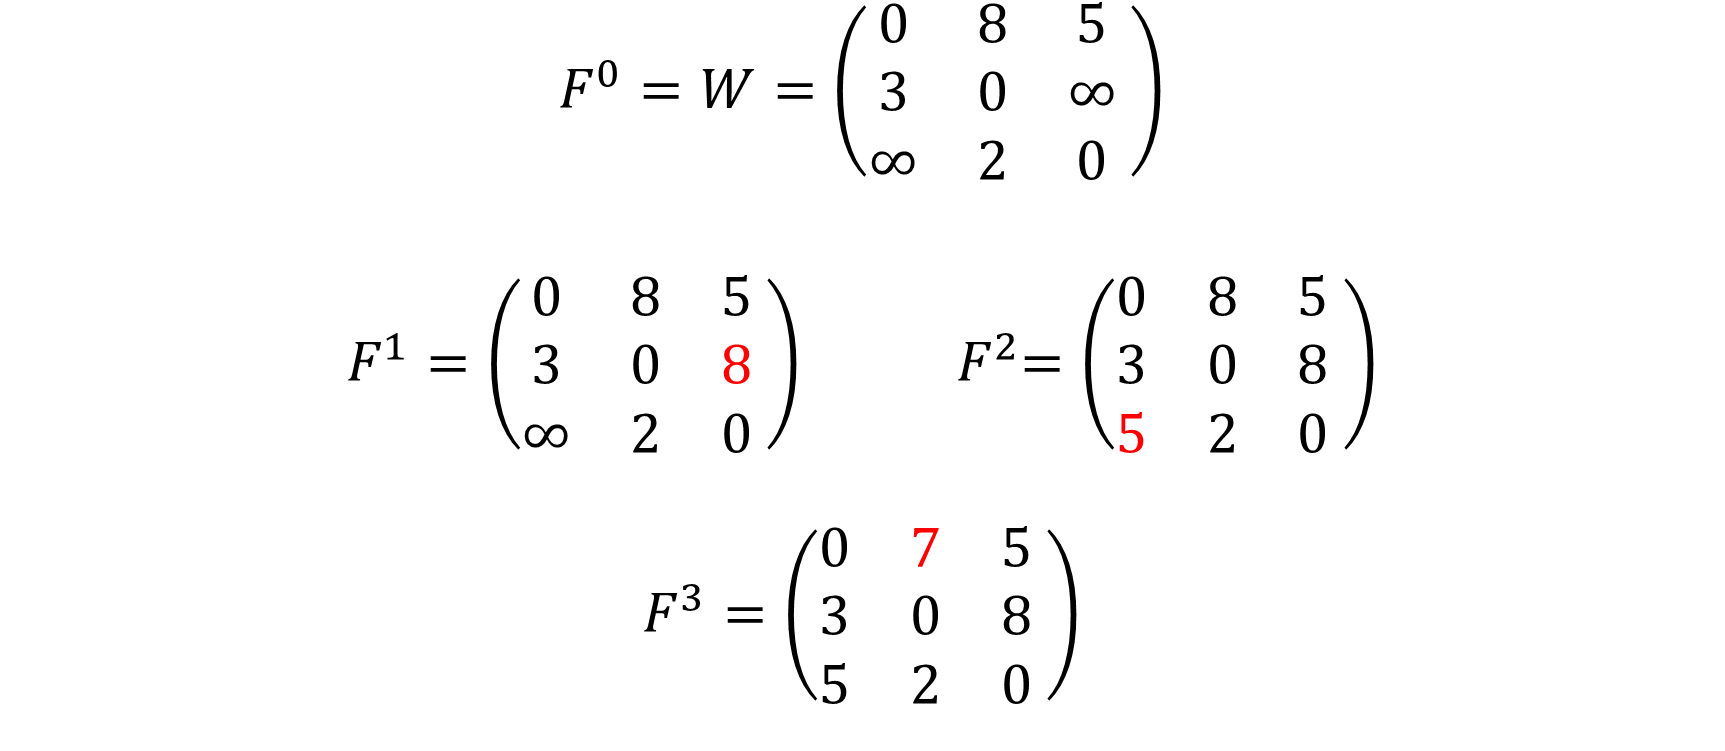 F⁰ = W = ( 0 8 5
3 0 ∞
∞ 2 0 )
F¹ = ( 0 8 5
3 0 8
∞ 2 0 )
F² = ( 0 8 5
3 0 8
5 2 0 )
F³ = ( 0 7 5
3 0 8
5 2 0 )